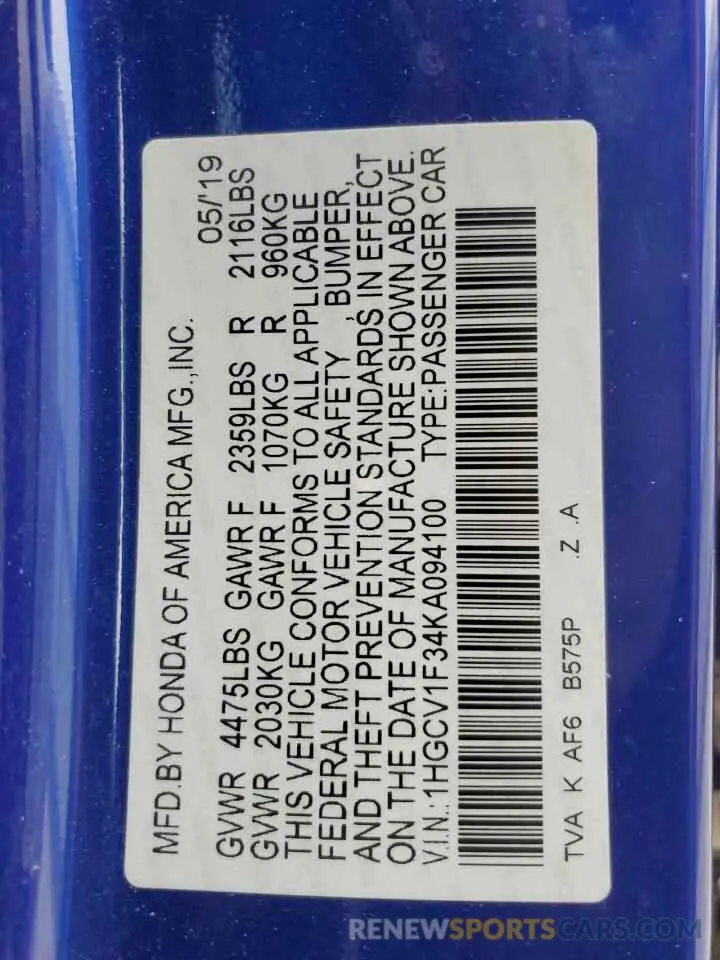 MFD.BY HONDA OF AMERICA MFG.,INC. 05/'19
GVWR 4475LBS GAWR F 2359LBS R 2116LBS
GVWR 2030KG GAWR F 1070KG R 960KG
THIS VEHICLE CONFORMS TO ALL APPLICABLE
FEDERAL MOTOR VEHICLE SAFETY , BUMPER,
AND THEFT PREVENTION STANDARDS IN EFFECT
ON THE DATE OF MANUFACTURE SHOWN ABOVE.
V.I.N.:1HGCV1F34KA094100 TYPE:PASSENGER CAR
TVA K AF6 B575P .Z .A
RENEWSPORTSCARS.COM